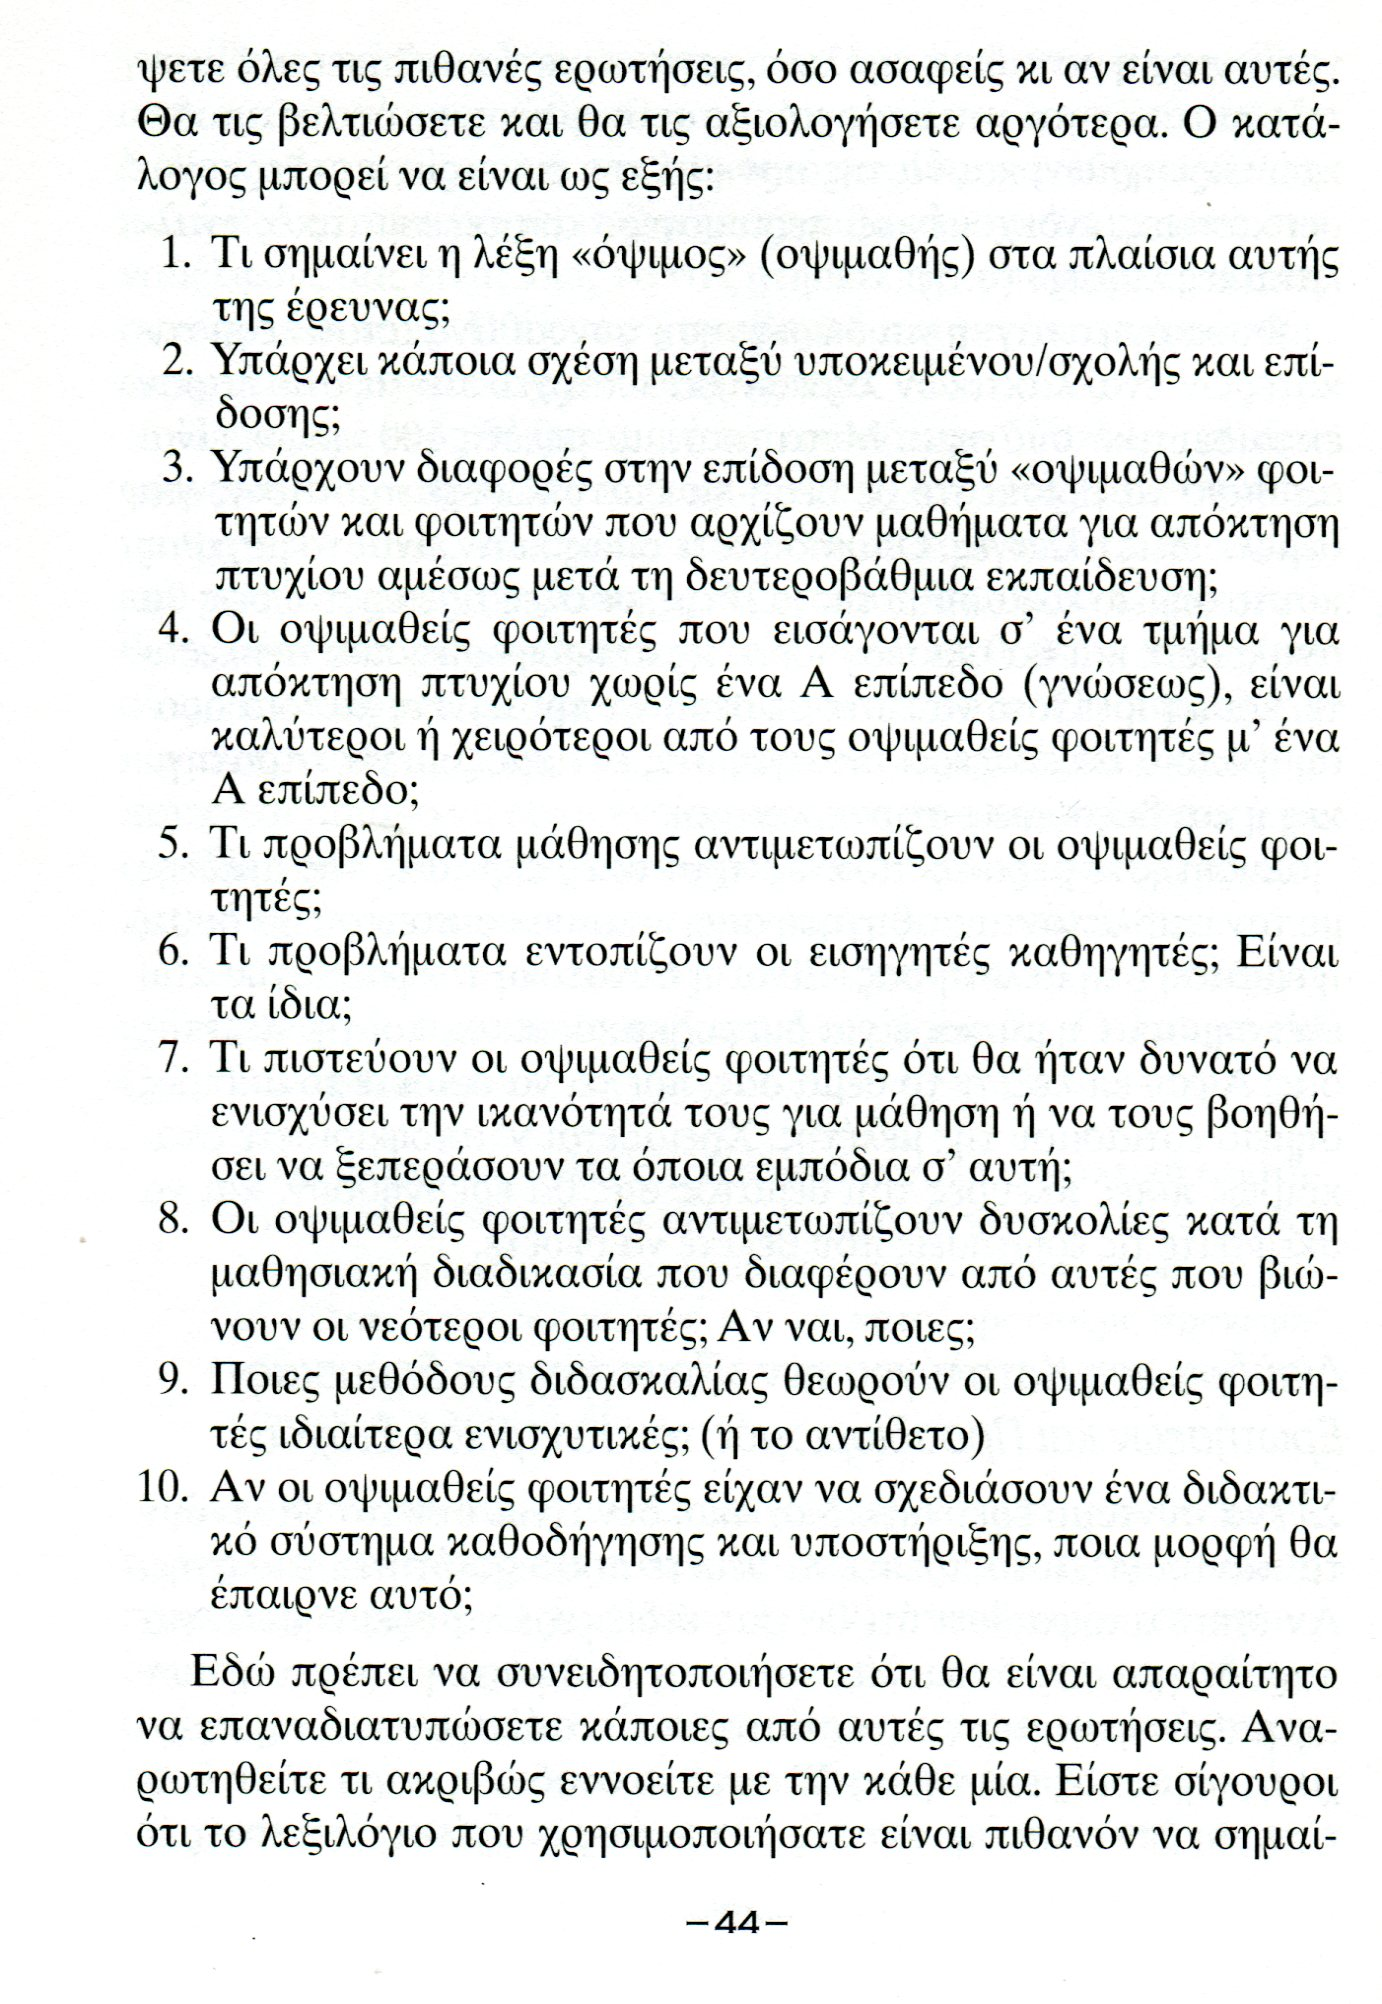 ψετε όλες τις πιθανές ερωτήσεις, όσο ασαφείς κι αν είναι αυτές.
Θα τις βελτιώσετε και θα τις αξιολογήσετε αργότερα. Ο κατά-
λογος μπορεί να είναι ως εξής:
1. Τι σημαίνει η λέξη «όψιμος» (οψιμαθής) στα πλαίσια αυτής
της έρευνας;
2. Υπάρχει κάποια σχέση μεταξύ υποκειμένου/σχολής και επί-
δοσης;
3. Υπάρχουν διαφορές στην επίδοση μεταξύ «οψιμαθών» φοι-
τητών και φοιτητών που αρχίζουν μαθήματα για απόκτηση
πτυχίου αμέσως μετά τη δευτεροβάθμια εκπαίδευση;
4. Οι οψιμαθείς φοιτητές που εισάγονται σ’ ένα τμήμα για
απόκτηση πτυχίου χωρίς ένα Α επίπεδο (γνώσεως), είναι
καλύτεροι ή χειρότεροι από τους οψιμαθείς φοιτητές μ’ ένα
Α επίπεδο;
5. Τι προβλήματα μάθησης αντιμετωπίζουν οι οψιμαθείς φοι-
τητές;
6. Τι προβλήματα εντοπίζουν οι εισηγητές καθηγητές; Είναι
τα ίδια;
7. Τι πιστεύουν οι οψιμαθείς φοιτητές ότι θα ήταν δυνατό να
ενισχύσει την ικανότητά τους για μάθηση ή να τους βοηθή-
σει να ξεπεράσουν τα όποια εμπόδια σ’ αυτή;
8. Οι οψιμαθείς φοιτητές αντιμετωπίζουν δυσκολίες κατά τη
μαθησιακή διαδικασία που διαφέρουν από αυτές που βιώ-
νουν οι νεότεροι φοιτητές; Αν ναι, ποιες;
9. Ποιες μεθόδους διδασκαλίας θεωρούν οι οψιμαθείς φοιτη-
τές ιδιαίτερα ενισχυτικές; (ή το αντίθετο)
10. Αν οι οψιμαθείς φοιτητές είχαν να σχεδιάσουν ένα διδακτι-
κό σύστημα καθοδήγησης και υποστήριξης, ποια μορφή θα
έπαιρνε αυτό;
Εδώ πρέπει να συνειδητοποιήσετε ότι θα είναι απαραίτητο
να επαναδιατυπώσετε κάποιες από αυτές τις ερωτήσεις. Ανα-
ρωτηθείτε τι ακριβώς εννοείτε με την κάθε μία. Είστε σίγουροι
ότι το λεξιλόγιο που χρησιμοποιήσατε είναι πιθανόν να σημαί-
–44–